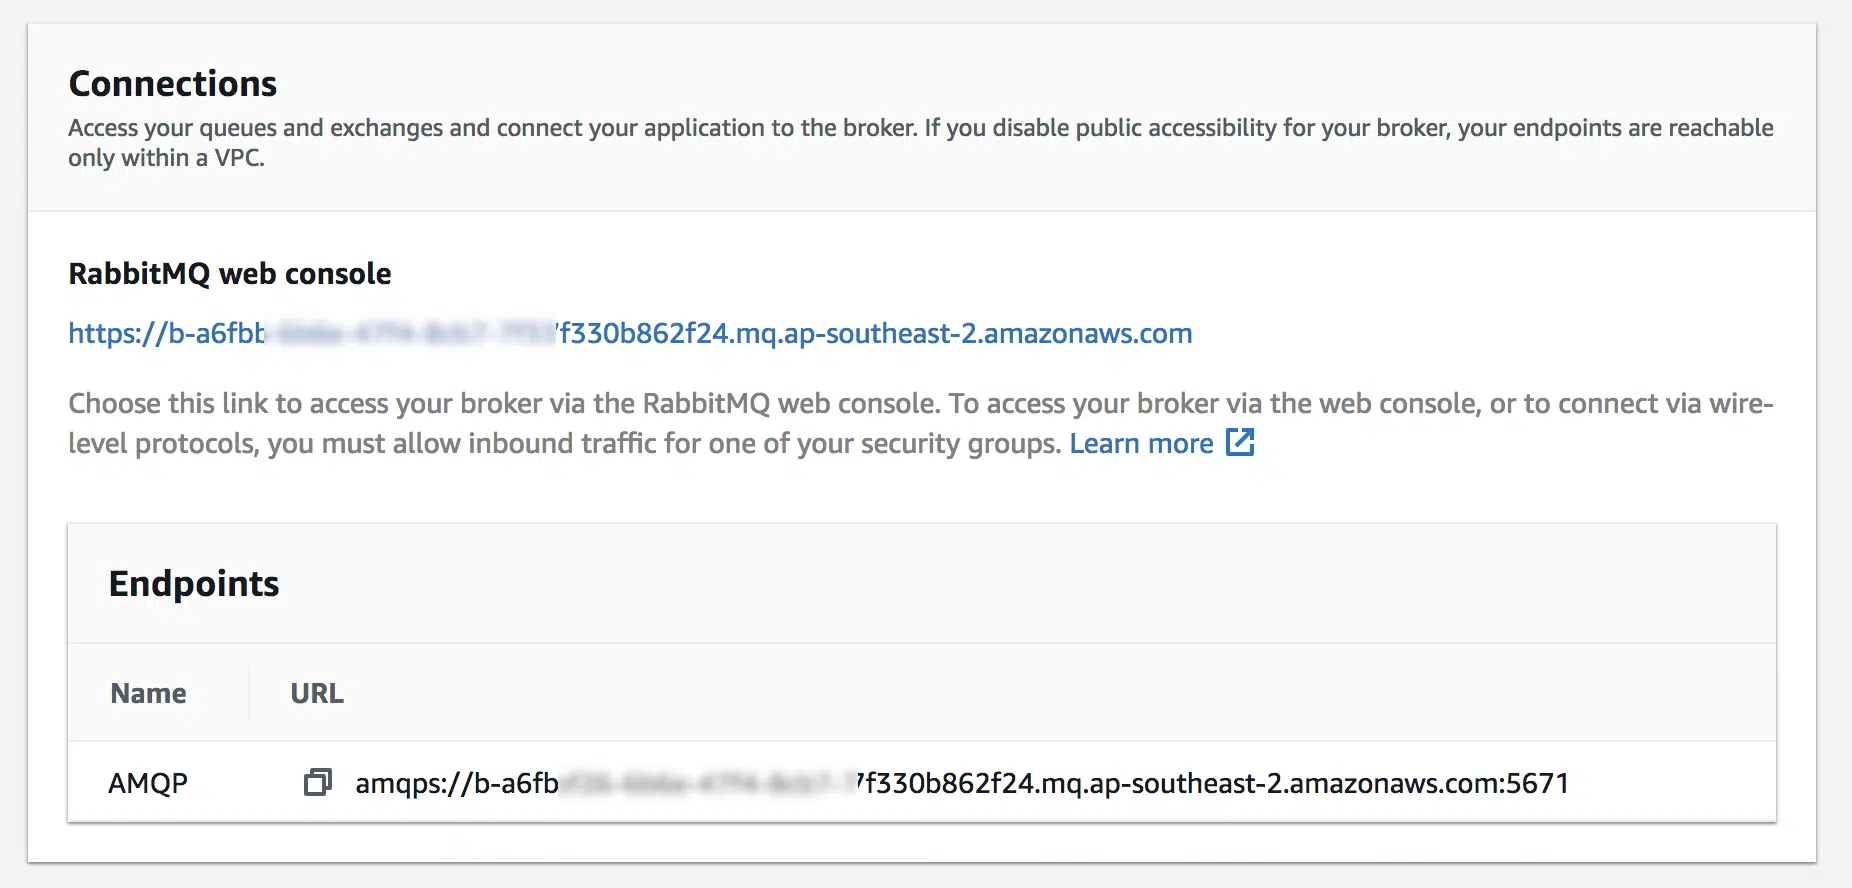 Connections
Access your queues and exchanges and connect your application to the broker. If you disable public accessibility for your broker, your endpoints are reachable
only within a VPC.
RabbitMQ web console
https://b-a6fbb f330b862f24.mq.ap-southeast-2.amazonaws.com
Choose this link to access your broker via the RabbitMQ web console. To access your broker via the web console, or to connect via wire-
level protocols, you must allow inbound traffic for one of your security groups. Learn more
Endpoints
Name URL
AMQP amqps://b-a6fb 7f330b862f24.mq.ap-southeast-2.amazonaws.com:5671